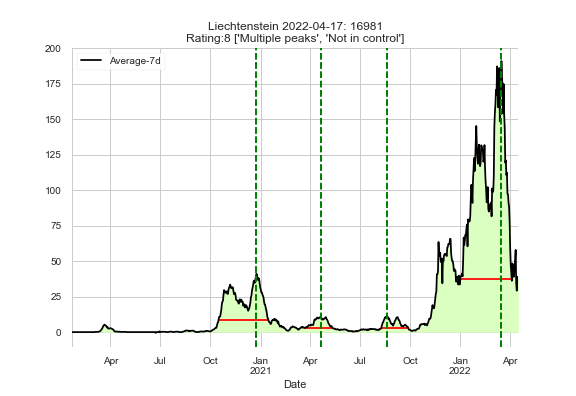 Liechtenstein 2022-04-17: 16981
Rating:8 ['Multiple peaks', 'Not in control']
Average-7d
200
175
150
125
100
75
50
25
0
Apr Jul Oct Jan Apr Jul Oct Jan Apr
2021 2022
Date